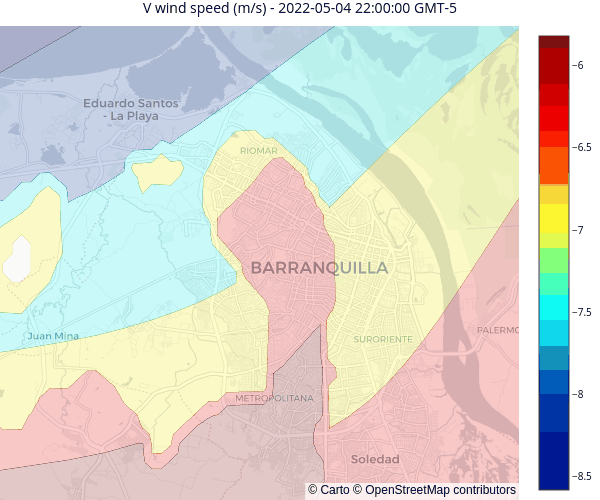 V wind speed (m/s) - 2022-05-04 22:00:00 GMT-5
−6
Eduardo Santos
- La Playa
−6.5
RIOMAR
−7
BARRANQUILLA
−7.5
Juan Mina
SURORIENTE
PALERMO
−8
METROPOLITANA
Soledad
−8.5
© Carto © OpenStreetMap contributors